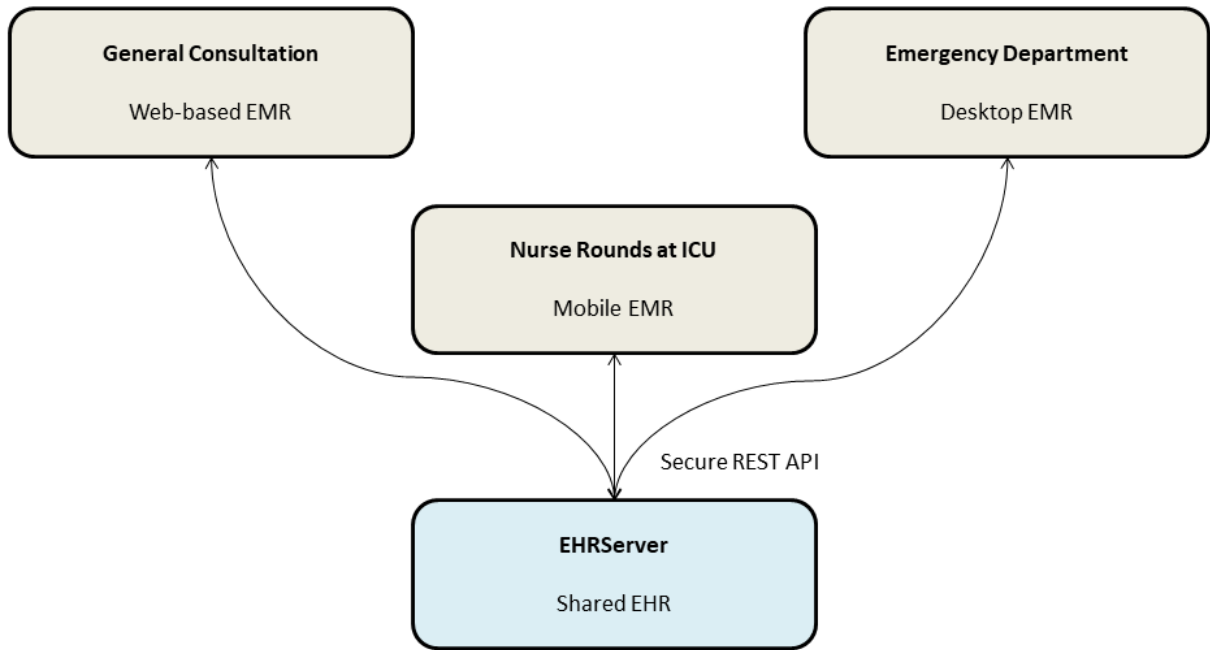 General Consultation
Web-based EMR
Emergency Department
Desktop EMR
Nurse Rounds at ICU
Mobile EMR
Secure REST API
EHRServer
Shared EHR